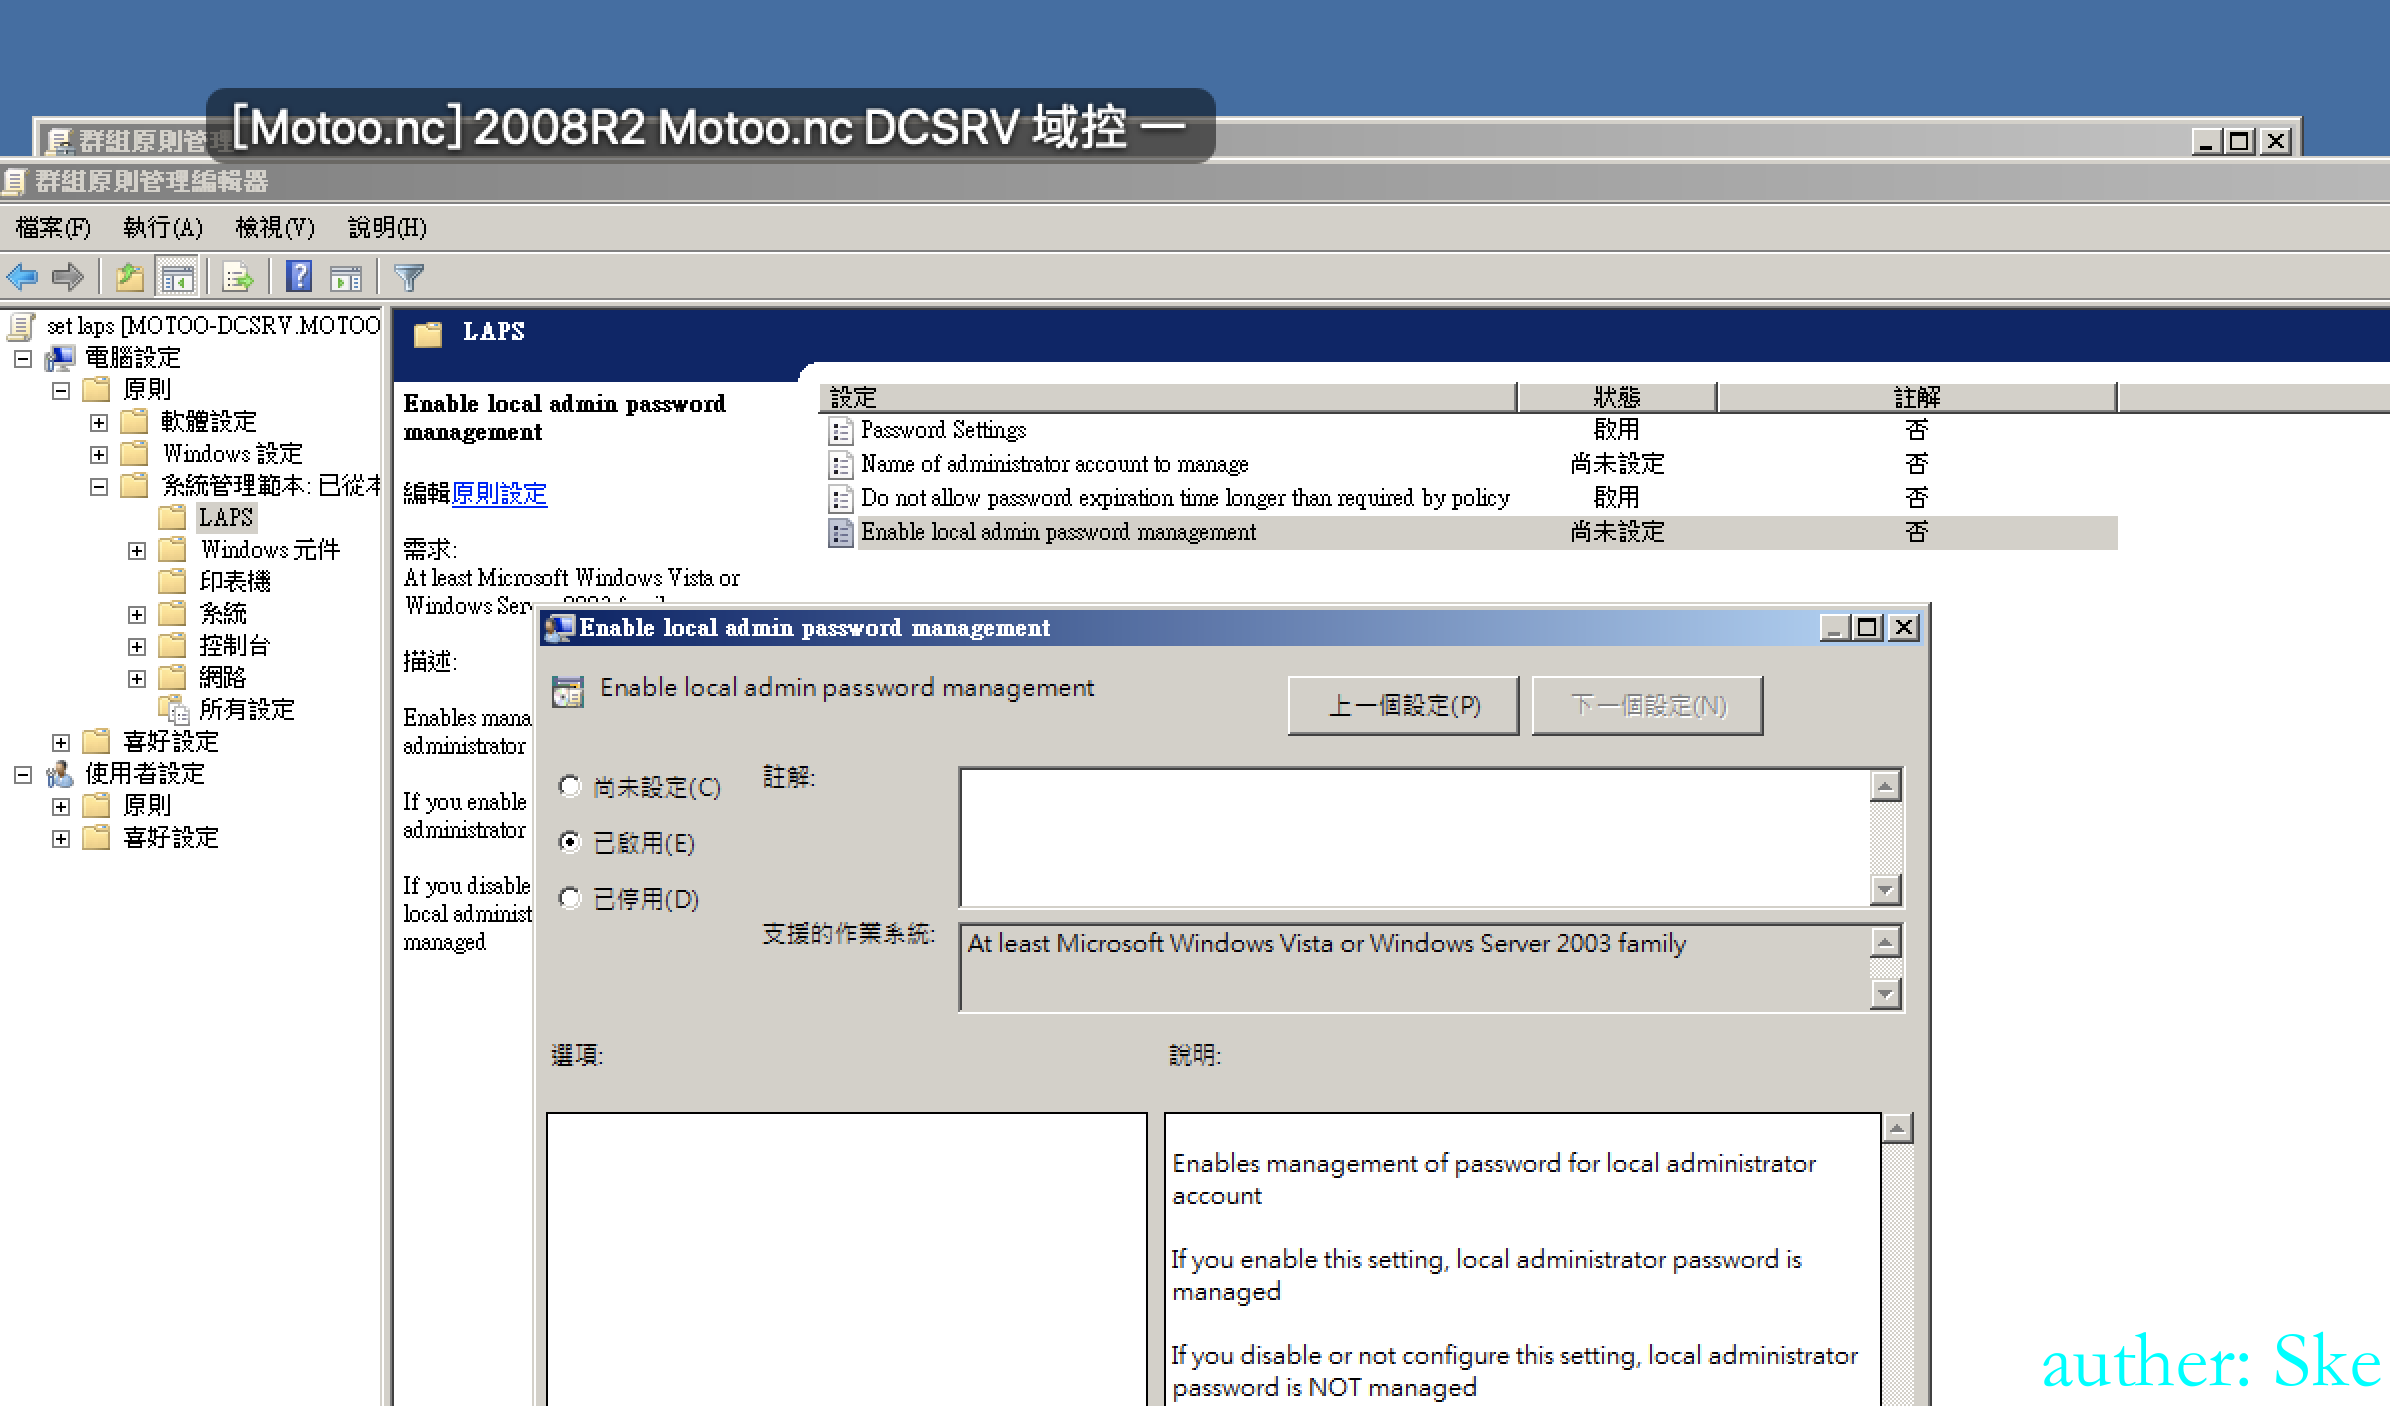 [Motoo.nc] 2008R2 Motoo.nc DCSRV 域控 一
群組原則管理
群組原則管理編輯器
檔案(F) 執行(A) 檢視(V) 說明(H)
set laps [MOTOO-DCSRV.MOTOO
電腦設定
原則
軟體設定
Windows 設定
系統管理範本: 已從本
LAPS
Windows 元件
印表機
系統
控制台
網路
所有設定
喜好設定
使用者設定
原則
喜好設定
LAPS
Enable local admin password
management
編輯原則設定
需求:
At least Microsoft Windows Vista or
Windows Ser
描述:
Enables mana
administrator
If you enable
administrator
If you disable
local administ
managed
設定 狀態 註解
Password Settings 啟用 否
Name of administrator account to manage 尚未設定 否
Do not allow password expiration time longer than required by policy 啟用 否
Enable local admin password management 尚未設定 否
Enable local admin password management
Enable local admin password management
上一個設定(P) 下一個設定(N)
尚未設定(C)
已啟用(E)
已停用(D)
註解:
支援的作業系統:
At least Microsoft Windows Vista or Windows Server 2003 family
選項:
說明:
Enables management of password for local administrator
account
If you enable this setting, local administrator password is
managed
If you disable or not configure this setting, local administrator
password is NOT managed
auther: Ske